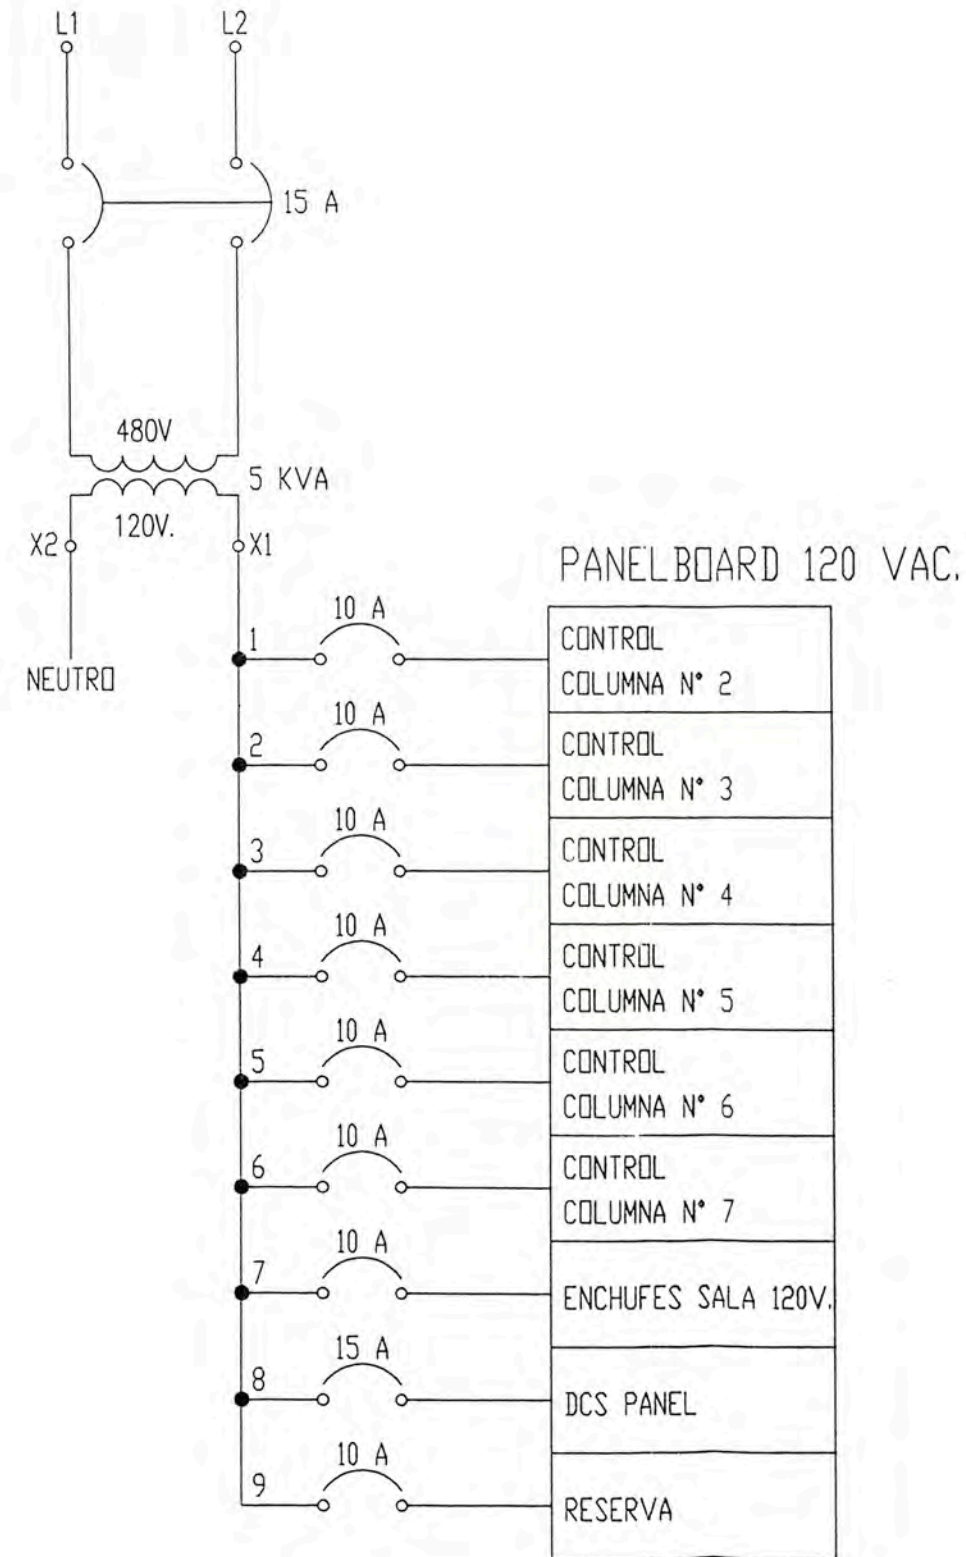 L1
L2
15 A
480V
5 KVA
120V.
X2
X1
NEUTRO
PANELBOARD 120 VAC.
1
10 A
CONTROL
COLUMNA N° 2
2
10 A
CONTROL
COLUMNA N° 3
3
10 A
CONTROL
COLUMNA N° 4
4
10 A
CONTROL
COLUMNA N° 5
5
10 A
CONTROL
COLUMNA N° 6
6
10 A
CONTROL
COLUMNA N° 7
7
10 A
ENCHUFES SALA 120V.
8
15 A
DCS PANEL
9
10 A
RESERVA